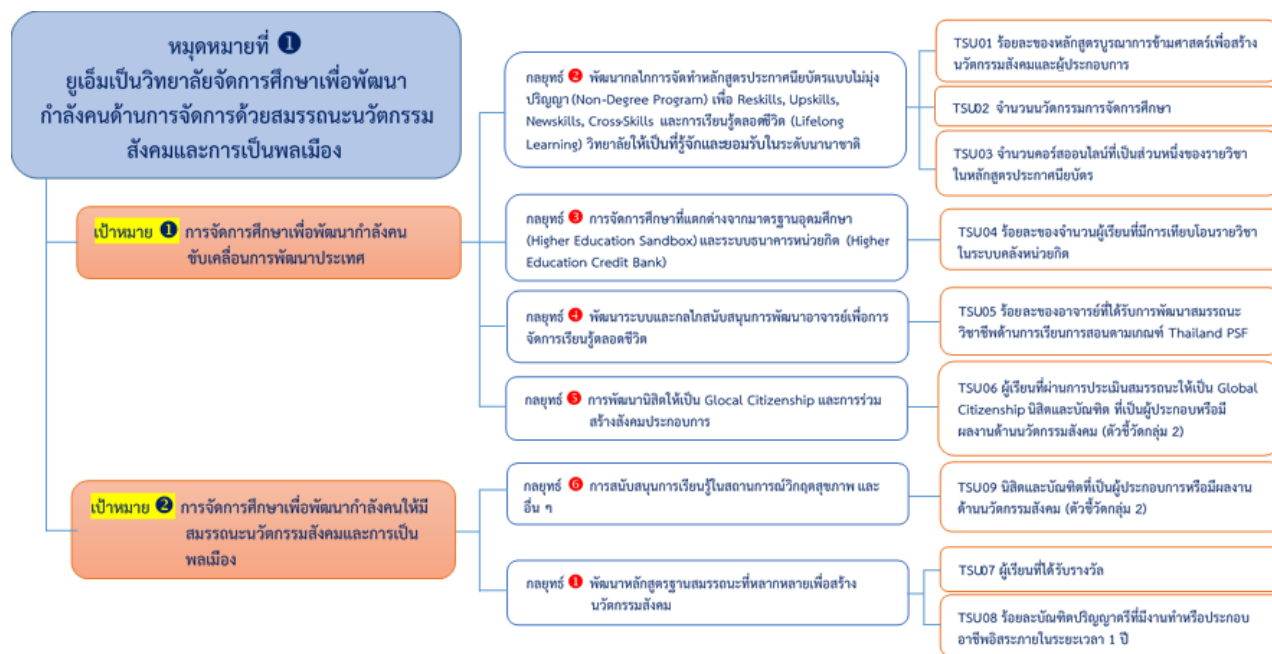 หมุดหมายที่ ❶
ยูเอ็มเป็นวิทยาลัยจัดการศึกษาเพื่อพัฒนา
กำลังคนด้านการจัดการด้วยสมรรถนะนวัตกรรม
สังคมและการเป็นพลเมือง
เป้าหมาย ❶ การจัดการศึกษาเพื่อพัฒนากำลังคน
ขับเคลื่อนการพัฒนาประเทศ
กลยุทธ์ ❷ พัฒนากลไกการจัดทำหลักสูตรประกาศนียบัตรแบบไม่มุ่ง
ปริญญา (Non-Degree Program) เพื่อ Reskills, Upskills,
Newskills, Cross-Skills และการเรียนรู้ตลอดชีวิต (Lifelong
Learning) วิทยาลัยให้เป็นที่รู้จักและยอมรับในระดับนานาชาติ
TSU01 ร้อยละของหลักสูตรบูรณาการข้ามศาสตร์เพื่อสร้าง
นวัตกรรมสังคมและผู้ประกอบการ
TSU02 จำนวนนวัตกรรมการจัดการศึกษา
TSU03 จำนวนคอร์สออนไลน์ที่เป็นส่วนหนึ่งของรายวิชา
ในหลักสูตรประกาศนียบัตร
กลยุทธ์ ❸ การจัดการศึกษาที่แตกต่างจากมาตรฐานอุดมศึกษา
(Higher Education Sandbox) และระบบธนาคารหน่วยกิต (Higher
Education Credit Bank)
TSU04 ร้อยละของจำนวนผู้เรียนที่มีการเทียบโอนรายวิชา
ในระบบคลังหน่วยกิต
กลยุทธ์ ❹ พัฒนาระบบและกลไกสนับสนุนการพัฒนาอาจารย์เพื่อการ
จัดการเรียนรู้ตลอดชีวิต
TSU05 ร้อยละของอาจารย์ที่ได้รับการพัฒนาสมรรถนะ
วิชาชีพด้านการเรียนการสอนตามเกณฑ์ Thailand PSF
กลยุทธ์ ❺ การพัฒนานิสิตให้เป็น Glocal Citizenship และการร่วม
สร้างสังคมประกอบการ
TSU06 ผู้เรียนที่ผ่านการประเมินสมรรถนะให้เป็น Global
Citizenship นิสิตและบัณฑิต ที่เป็นผู้ประกอบหรือมี
ผลงานด้านนวัตกรรมสังคม (ตัวชี้วัดกลุ่ม 2)
เป้าหมาย ❷ การจัดการศึกษาเพื่อพัฒนากำลังคนให้มี
สมรรถนะนวัตกรรมสังคมและการเป็น
พลเมือง
กลยุทธ์ ❻ การสนับสนุนการเรียนรู้ในสถานการณ์วิกฤตสุขภาพ และ
อื่น ๆ
TSU09 นิสิตและบัณฑิตที่เป็นผู้ประกอบการหรือมีผลงาน
ด้านนวัตกรรมสังคม (ตัวชี้วัดกลุ่ม 2)
กลยุทธ์ ❶ พัฒนาหลักสูตรฐานสมรรถนะที่หลากหลายเพื่อสร้าง
นวัตกรรมสังคม
TSU07 ผู้เรียนที่ได้รับรางวัล
TSU08 ร้อยละบัณฑิตปริญญาตรีที่มีงานทำหรือประกอบ
อาชีพอิสระภายในระยะเวลา 1 ปี